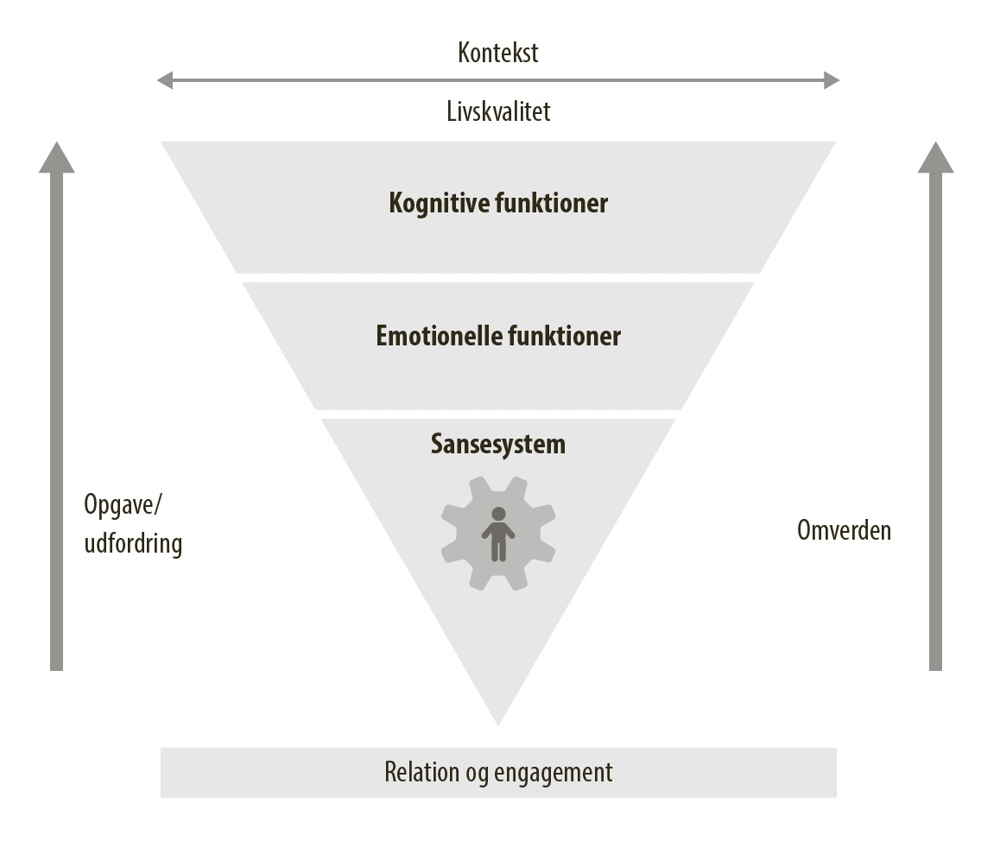 Kontekst
Livskvalitet
Kognitive funktioner
Emotionelle funktioner
Sansesystem
Opgave/
udfordring
Omverden
Relation og engagement